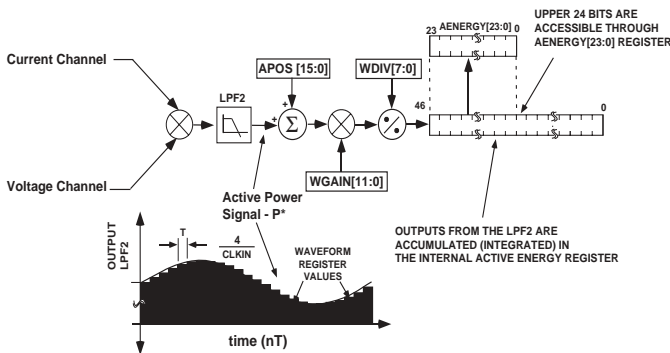 UPPER 24 BITS ARE
ACCESSIBLE THROUGH
AENERGY[23:0] REGISTER
23
AENERGY[23:0]
0
Current Channel
APOS [15:0]
WDIV[7:0]
LPF2
+
+
Σ
46
0
Voltage Channel
WGAIN[11:0]
Active Power
Signal - P*
OUTPUTS FROM THE LPF2 ARE
ACCUMULATED (INTEGRATED) IN
THE INTERNAL ACTIVE ENERGY REGISTER
OUTPUT
LPF2
T
4
CLKIN
WAVEFORM
REGISTER
VALUES
time (nT)